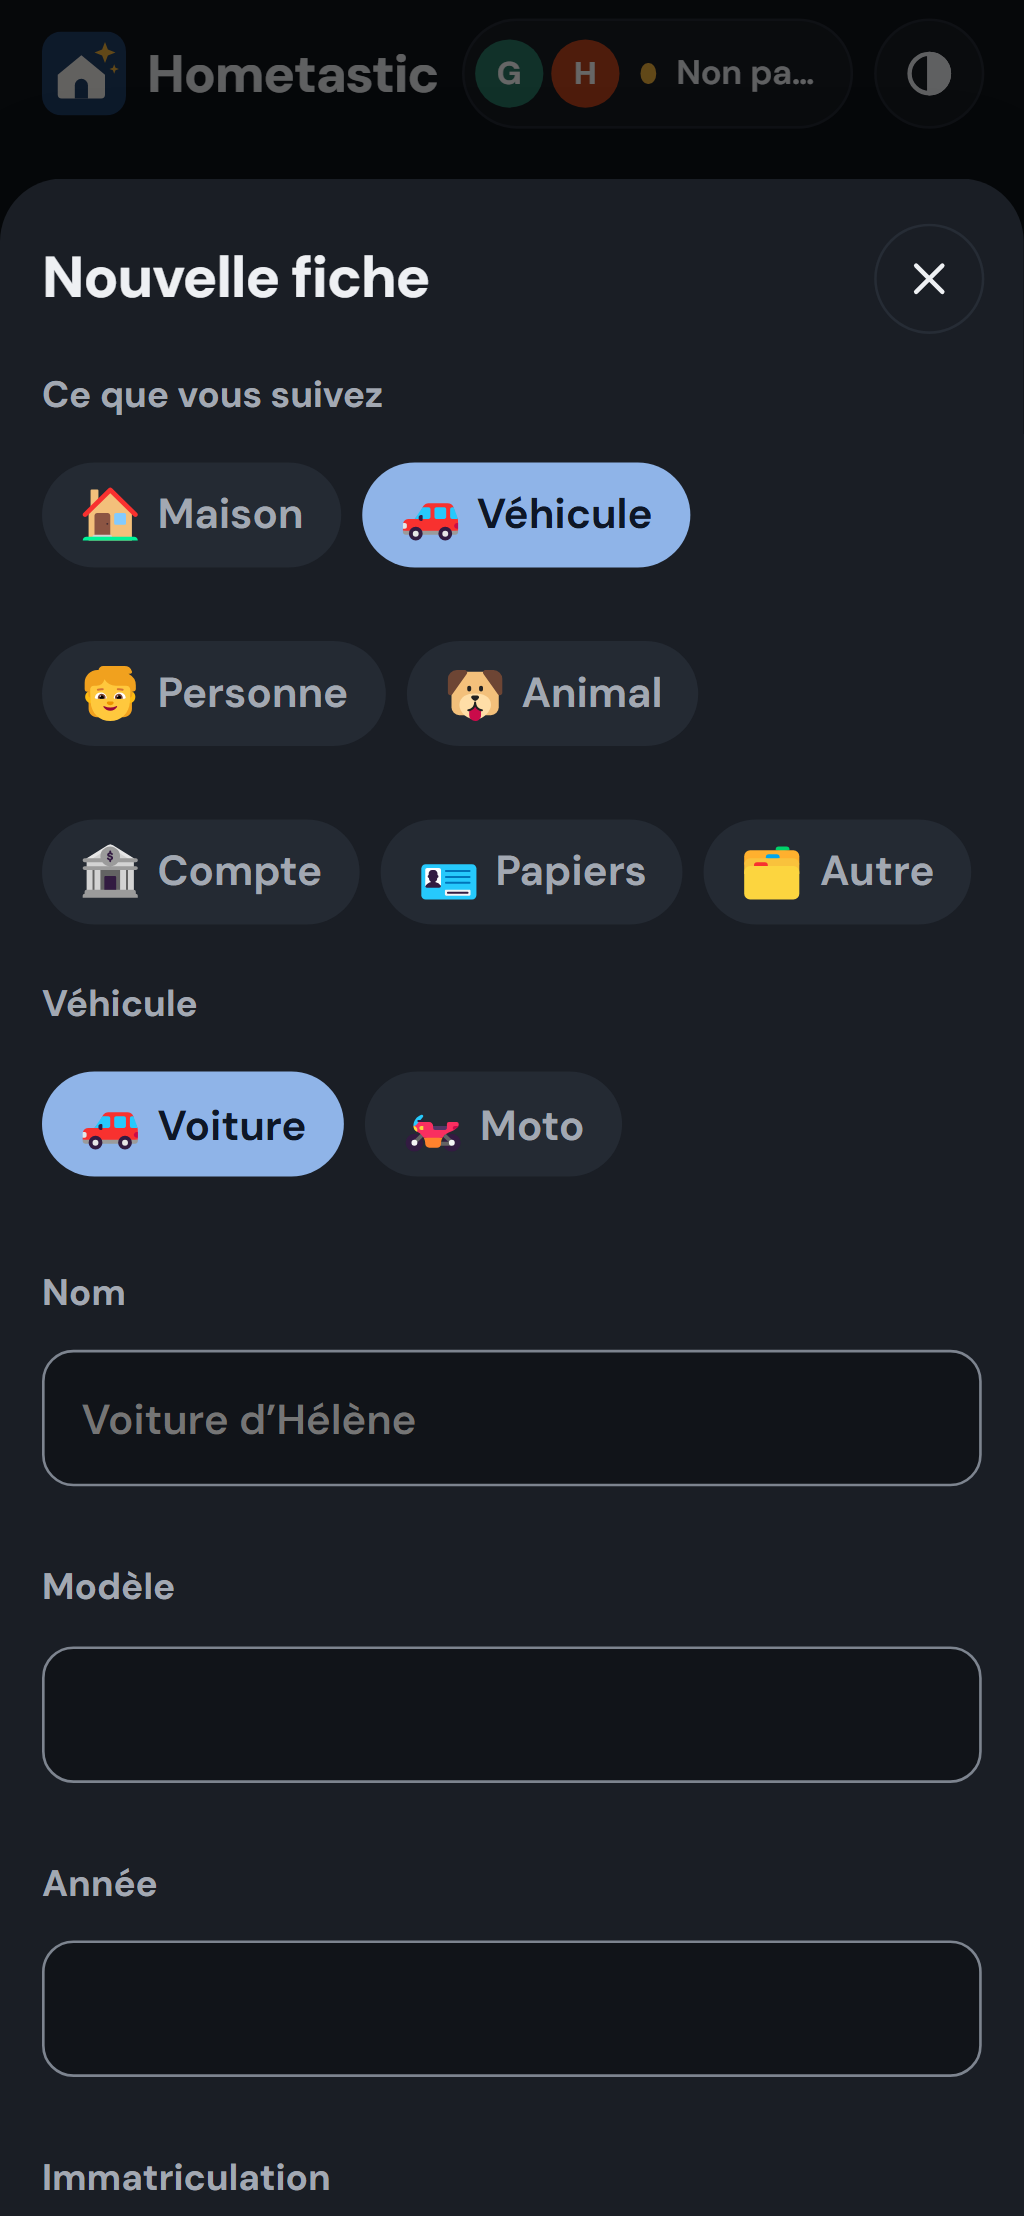 Hometastic G H Non pa...
Nouvelle fiche
Ce que vous suivez
Maison Véhicule
Personne Animal
Compte Papiers Autre
Véhicule
Voiture Moto
Nom
Voiture d’Hélène
Modèle
Année
Immatriculation